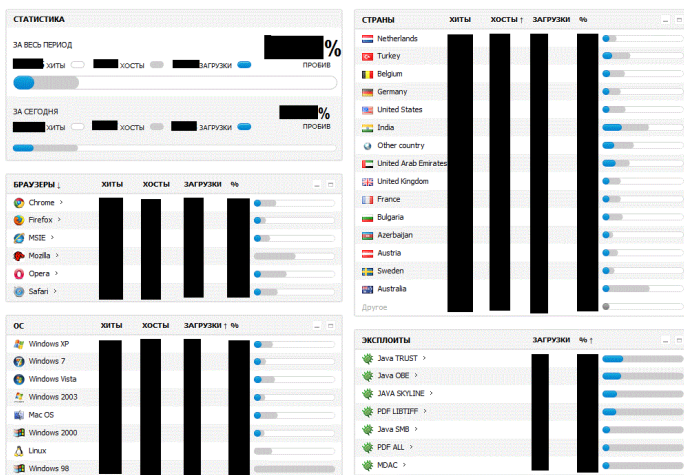 СТАТИСТИКА
ЗА ВЕСЬ ПЕРИОД
%
ХИТЫ ХОСТЫ ЗАГРУЗКИ ПРОБИВ
ЗА СЕГОДНЯ
%
ХИТЫ ХОСТЫ ЗАГРУЗКИ ПРОБИВ
БРАУЗЕРЫ ↓ ХИТЫ ХОСТЫ ЗАГРУЗКИ %
Chrome >
Firefox >
MSIE >
Mozilla >
Opera >
Safari >
ОС ХИТЫ ХОСТЫ ЗАГРУЗКИ ↑ %
Windows XP
Windows 7
Windows Vista
Windows 2003
Mac OS
Windows 2000
Linux
Windows 98
СТРАНЫ ХИТЫ ХОСТЫ ↑ ЗАГРУЗКИ %
Netherlands
Turkey
Belgium
Germany
United States
India
Other country
United Arab Emirates
United Kingdom
France
Bulgaria
Azerbaijan
Austria
Sweden
Australia
Другое
ЭКСПЛОИТЫ ЗАГРУЗКИ % ↑
Java TRUST >
Java OBE >
JAVA SKYLINE >
PDF LIBTIFF >
Java SMB >
PDF ALL >
MDAC >